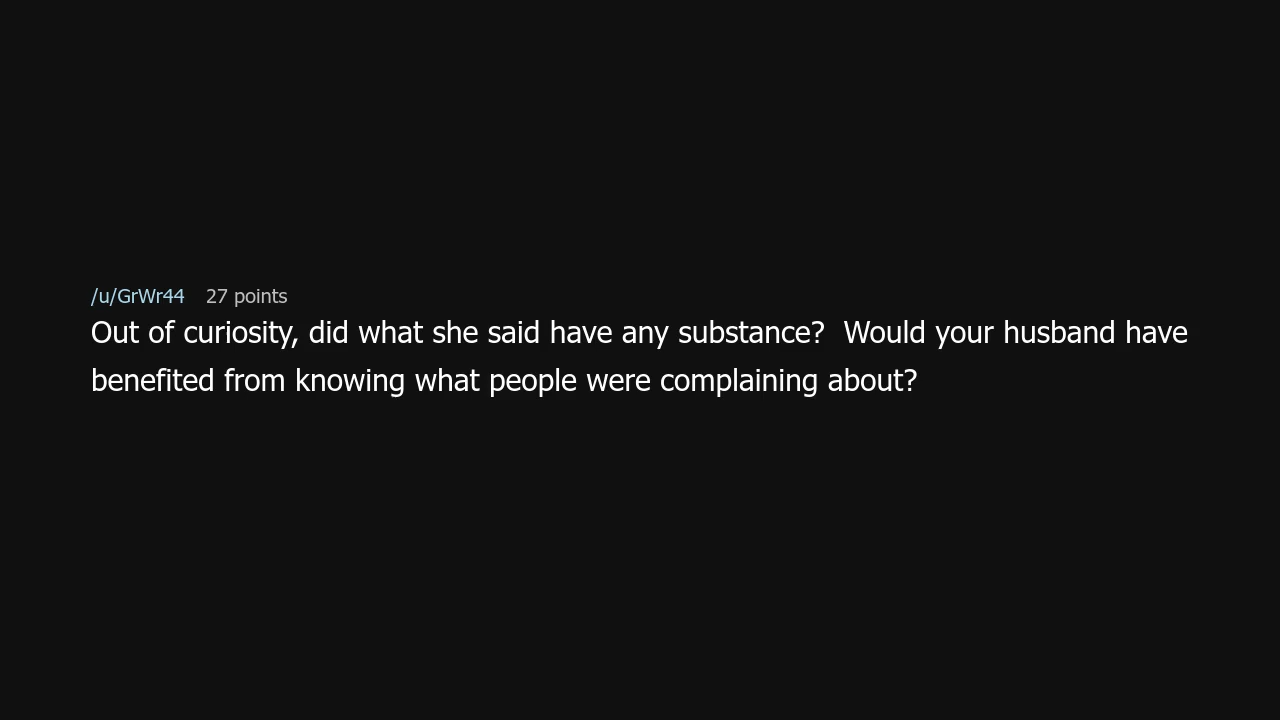 /u/GrWr44 27 points
Out of curiosity, did what she said have any substance?  Would your husband have
benefited from knowing what people were complaining about?